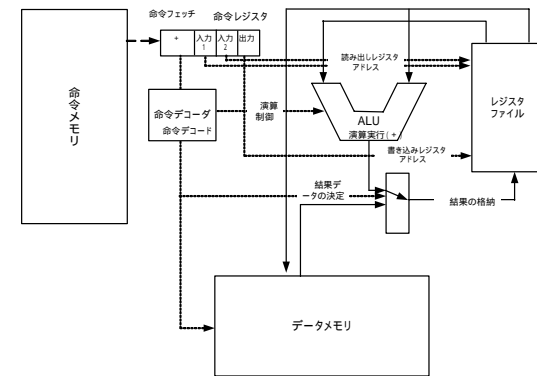 命令フェッチ 命令レジスタ
+ 入力 入力 出力
1 2
命令メモリ
読み出しレジスタ
アドレス
レジスタ
ファイル
命令デコーダ
命令デコード
演算
制御
ALU
演算実行(+)
書き込みレジスタ
アドレス
結果デ
ータの決定
結果の格納
データメモリ